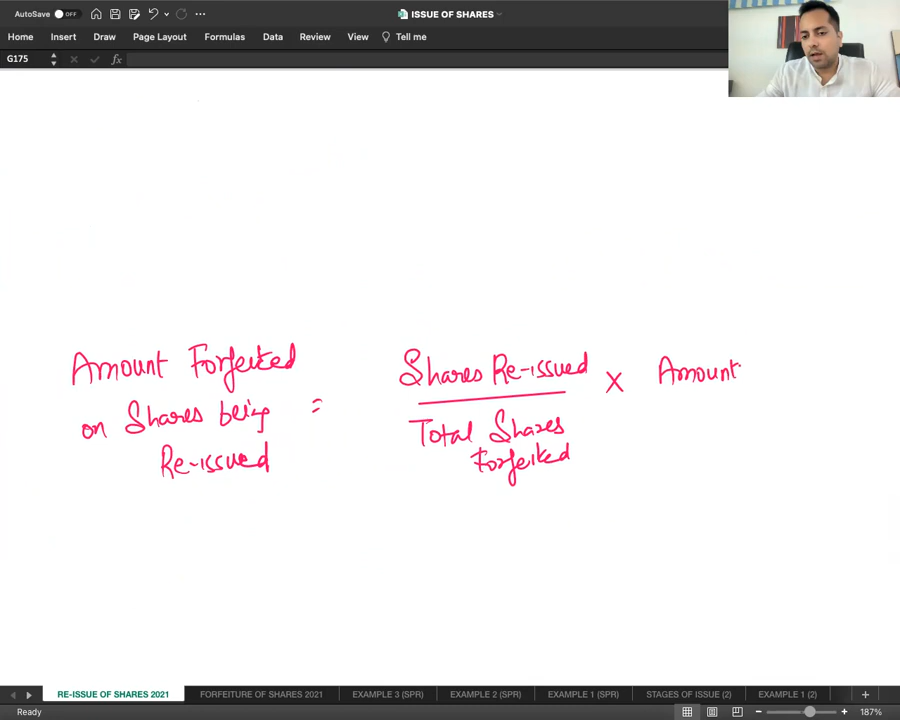 AutoSave OFF ISSUE OF SHARES
Home Insert Draw Page Layout Formulas Data Review View Tell me
G175 fx
Amount Forfeited
on Shares being
Re-issued
=
Shares Re-issued
Total Shares
Forfeited
X Amount
RE-ISSUE OF SHARES 2021 FORFEITURE OF SHARES 2021 EXAMPLE 3 (SPR) EXAMPLE 2 (SPR) EXAMPLE 1 (SPR) STAGES OF ISSUE (2) EXAMPLE 1 (2) +
Ready 187%